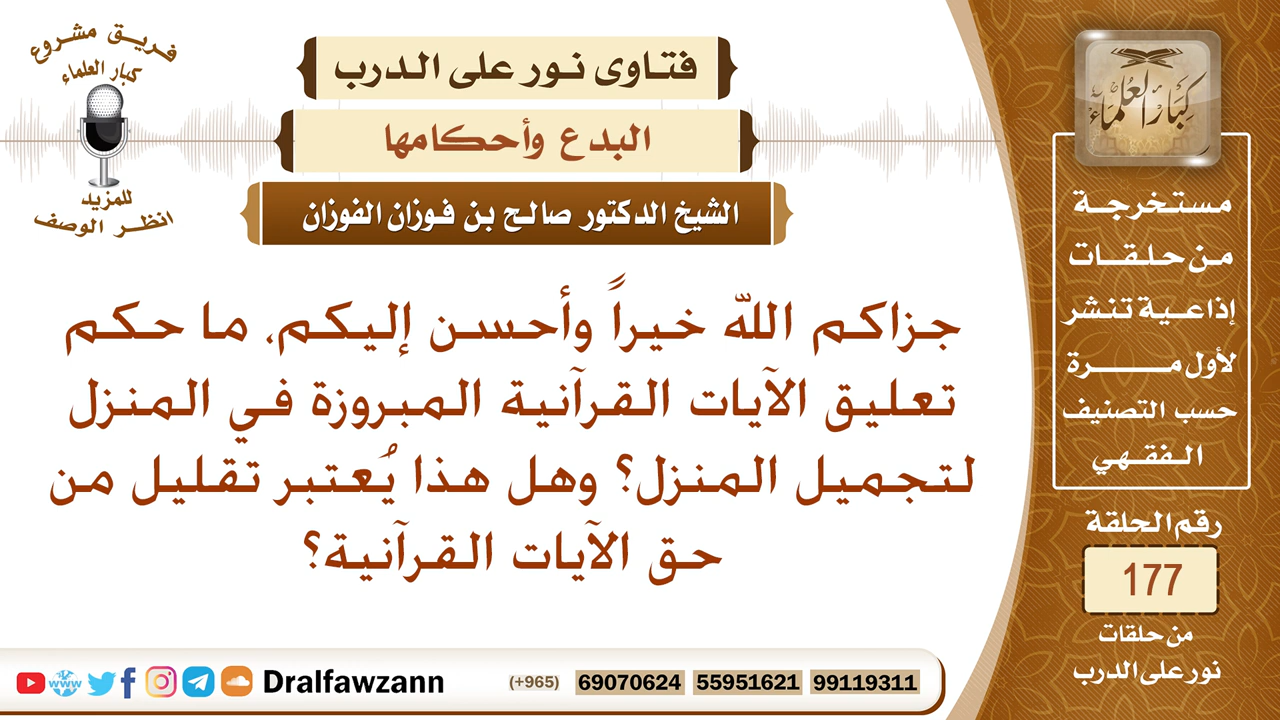 فريق مشروع
كبار العلماء
للمزيد
انظر الوصف
فتاوى نور على الدرب
البدع وأحكامها
الشيخ الدكتور صالح بن فوزان الفوزان
جزاكم الله خيراً وأحسن إليكم، ما حكم
تعليق الآيات القرآنية المبروزة في المنزل
لتجميل المنزل؟ وهل هذا يُعتبر تقليل من
حق الآيات القرآنية؟
كبار العلماء
مستخرجة
من حلقات
إذاعية تنشر
لأول مرة
حسب التصنيف
الفقهي
رقم الحلقة
177
من حلقات
نور على الدرب
www Dralfawzann (+965) 69070624 55951621 99119311